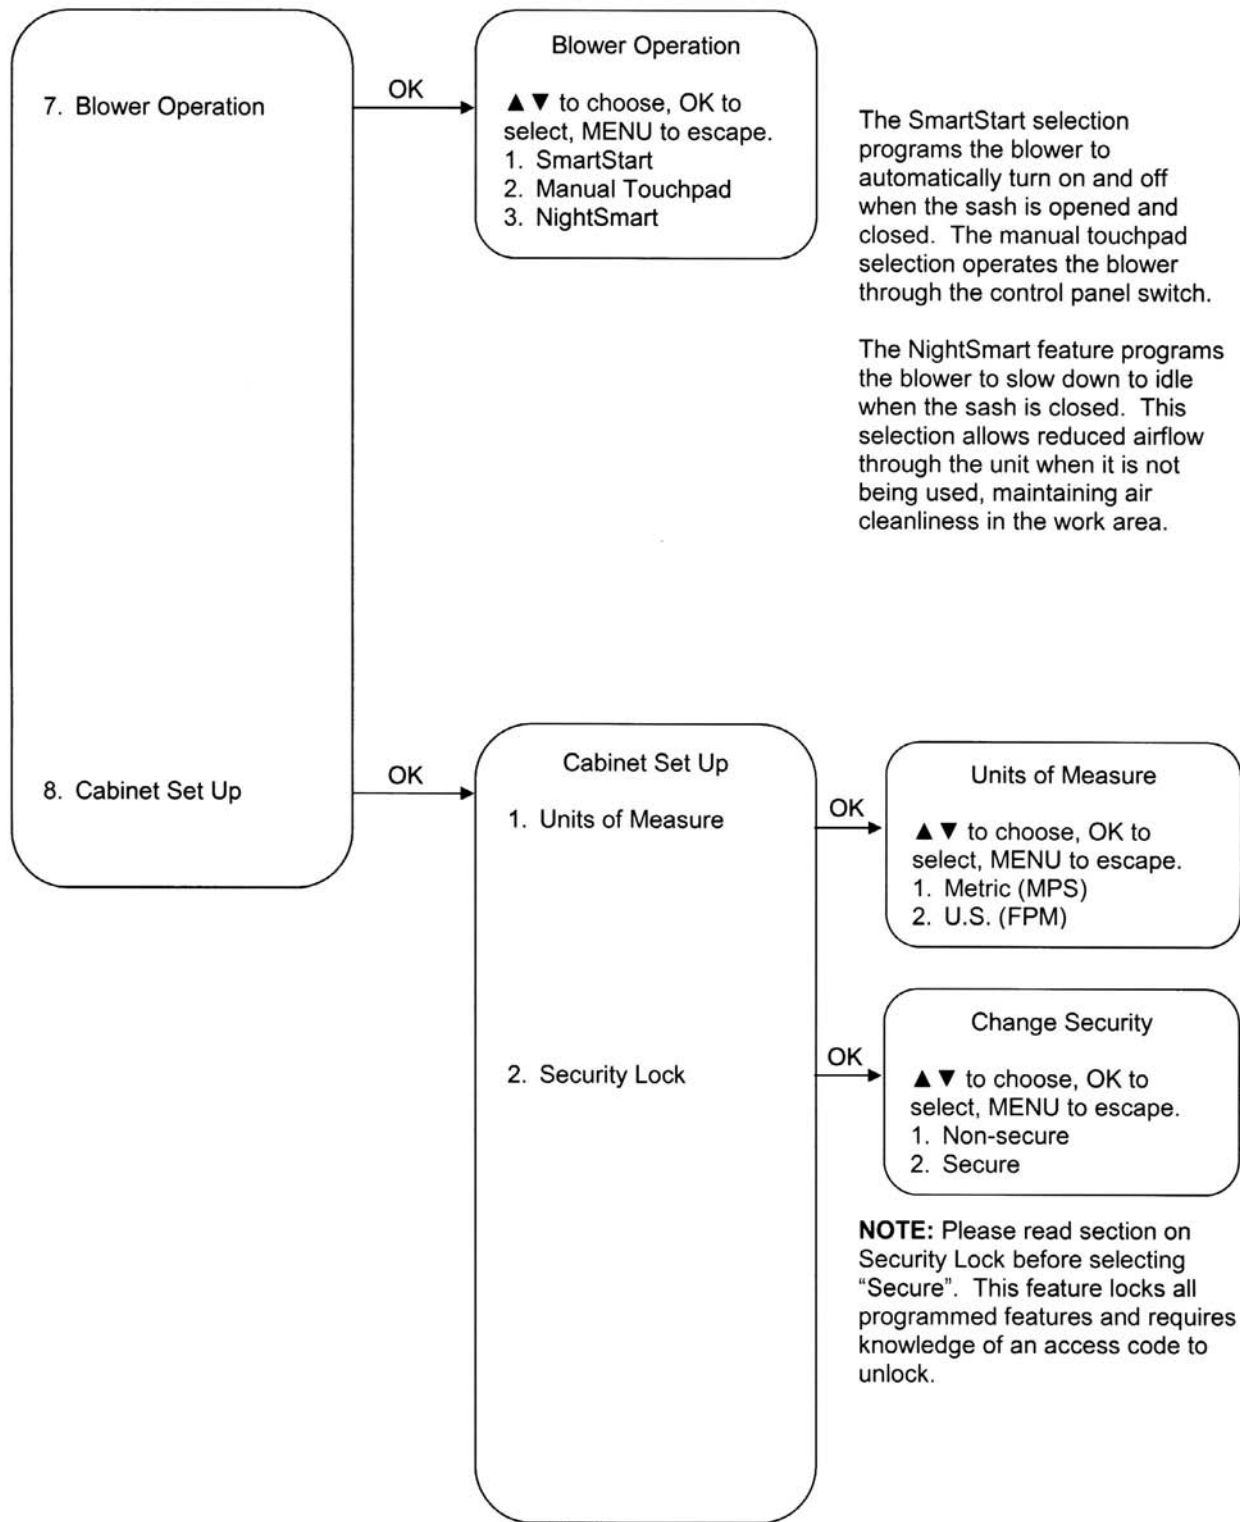 7. Blower Operation
OK
Blower Operation
▲▼ to choose, OK to
select, MENU to escape.
1. SmartStart
2. Manual Touchpad
3. NightSmart
The SmartStart selection
programs the blower to
automatically turn on and off
when the sash is opened and
closed. The manual touchpad
selection operates the blower
through the control panel switch.
The NightSmart feature programs
the blower to slow down to idle
when the sash is closed. This
selection allows reduced airflow
through the unit when it is not
being used, maintaining air
cleanliness in the work area.
8. Cabinet Set Up
OK
Cabinet Set Up
1. Units of Measure
OK
Units of Measure
▲▼ to choose, OK to
select, MENU to escape.
1. Metric (MPS)
2. U.S. (FPM)
2. Security Lock
OK
Change Security
▲▼ to choose, OK to
select, MENU to escape.
1. Non-secure
2. Secure
NOTE: Please read section on
Security Lock before selecting
“Secure”. This feature locks all
programmed features and requires
knowledge of an access code to
unlock.